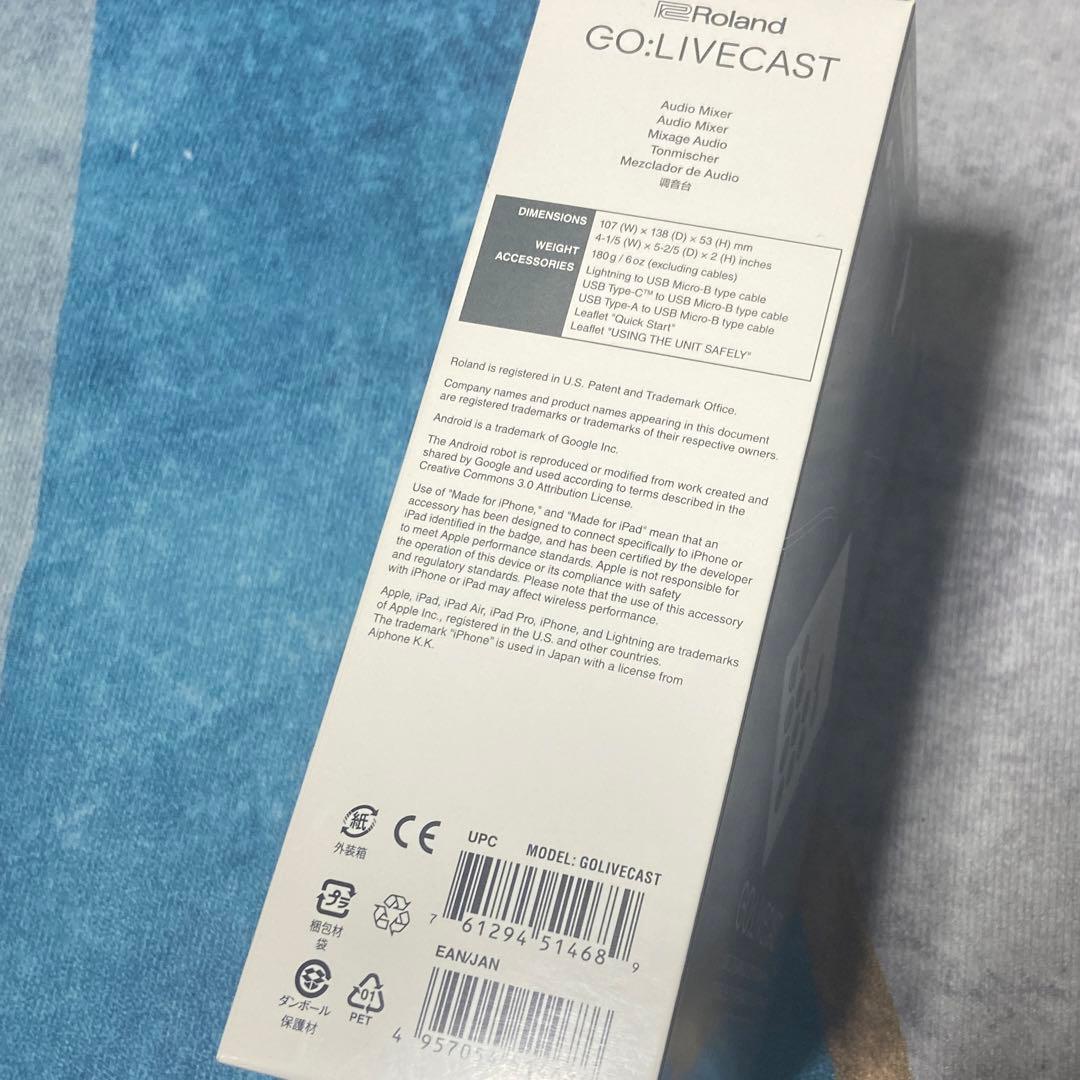 Roland
GO:LIVECAST
Audio Mixer
Audio Mixer
Mixage Audio
Tonmischer
Mezclador de Audio
调音台
DIMENSIONS 107 (W) × 138 (D) × 53 (H) mm
4-1/5 (W) × 5-2/5 (D) × 2 (H) inches
WEIGHT 180 g / 6 oz (excluding cables)
ACCESSORIES Lightning to USB Micro-B type cable
USB Type-C™ to USB Micro-B type cable
USB Type-A to USB Micro-B type cable
Leaflet "Quick Start"
Leaflet "USING THE UNIT SAFELY"
Roland is registered in U.S. Patent and Trademark Office.
Company names and product names appearing in this document
are registered trademarks or trademarks of their respective owners.
Android is a trademark of Google Inc.
The Android robot is reproduced or modified from work created and
shared by Google and used according to terms described in the
Creative Commons 3.0 Attribution License.
Use of "Made for iPhone," and "Made for iPad" mean that an
accessory has been designed to connect specifically to iPhone or
iPad identified in the badge, and has been certified by the developer
to meet Apple performance standards. Apple is not responsible for
the operation of this device or its compliance with safety
and regulatory standards. Please note that the use of this accessory
with iPhone or iPad may affect wireless performance.
Apple, iPad, iPad Air, iPad Pro, iPhone, and Lightning are trademarks
of Apple Inc., registered in the U.S. and other countries.
The trademark "iPhone" is used in Japan with a license from
Aiphone K.K.
紙
外装箱
CE
UPC MODEL: GOLIVECAST
7 61294 51468 9
プラ
梱包材
袋
EAN/JAN
ダンボール
保護材
01
PET
4 95705